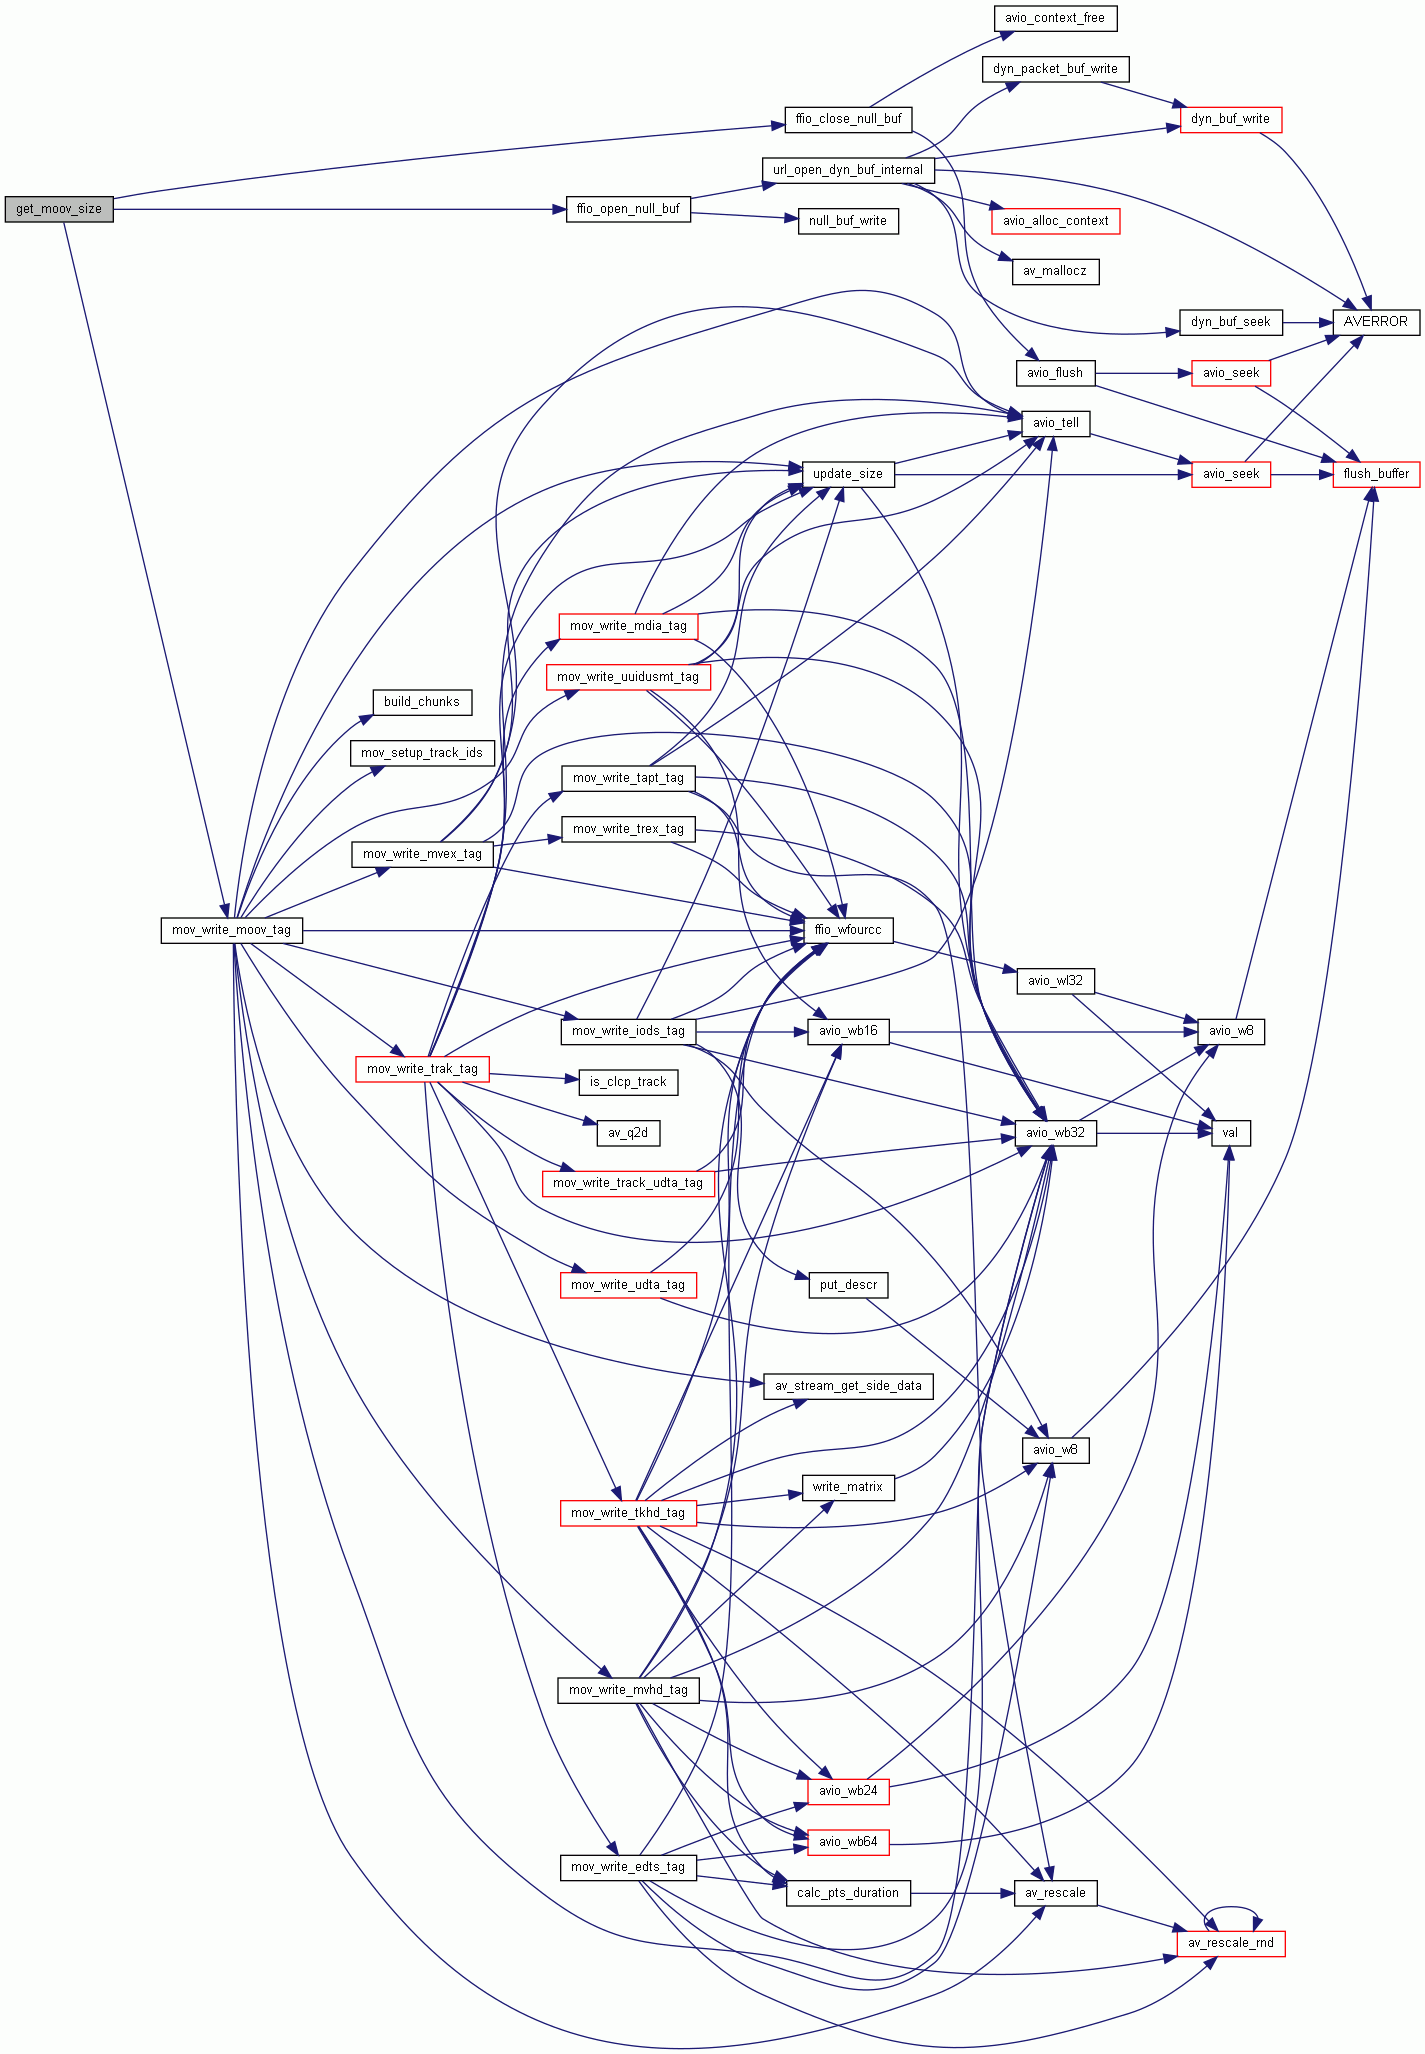 avio_context_free
dyn_packet_buf_write
ffio_close_null_buf
dyn_buf_write
url_open_dyn_buf_internal
get_moov_size
ffio_open_null_buf
null_buf_write
avio_alloc_context
av_mallocz
dyn_buf_seek
AVERROR
avio_flush
avio_seek
avio_tell
update_size
avio_seek
flush_buffer
mov_write_mdia_tag
mov_write_uuidusmt_tag
build_chunks
mov_setup_track_ids
mov_write_tapt_tag
mov_write_trex_tag
mov_write_mvex_tag
mov_write_moov_tag
ffio_wfourcc
avio_wl32
mov_write_iods_tag
avio_wb16
avio_w8
mov_write_trak_tag
is_clcp_track
av_q2d
avio_wb32
val
mov_write_track_udta_tag
mov_write_udta_tag
put_descr
av_stream_get_side_data
avio_w8
write_matrix
mov_write_tkhd_tag
mov_write_mvhd_tag
avio_wb24
avio_wb64
mov_write_edts_tag
calc_pts_duration
av_rescale
av_rescale_rnd